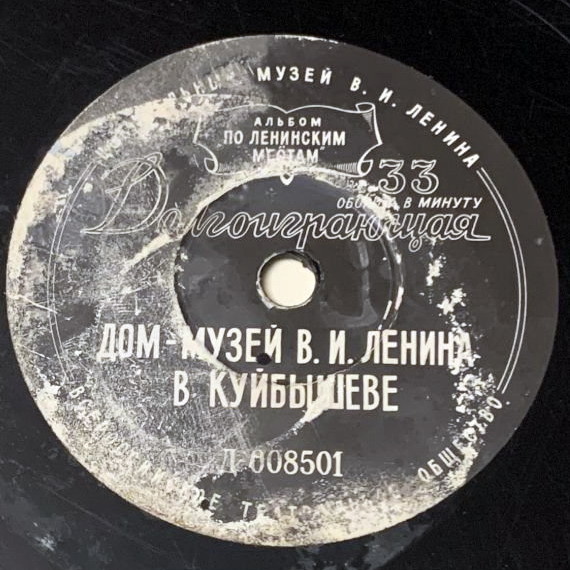 МУЗЕЙ В. И. ЛЕНИНА
АЛЬБОМ
ПО ЛЕНИНСКИМ
МЕСТАМ
33
ОБОРОТА В МИНУТУ
Долгоиграющая
ДОМ-МУЗЕЙ В. И. ЛЕНИНА
В КУЙБЫШЕВЕ
Д-008501
ОБЩЕСТВО